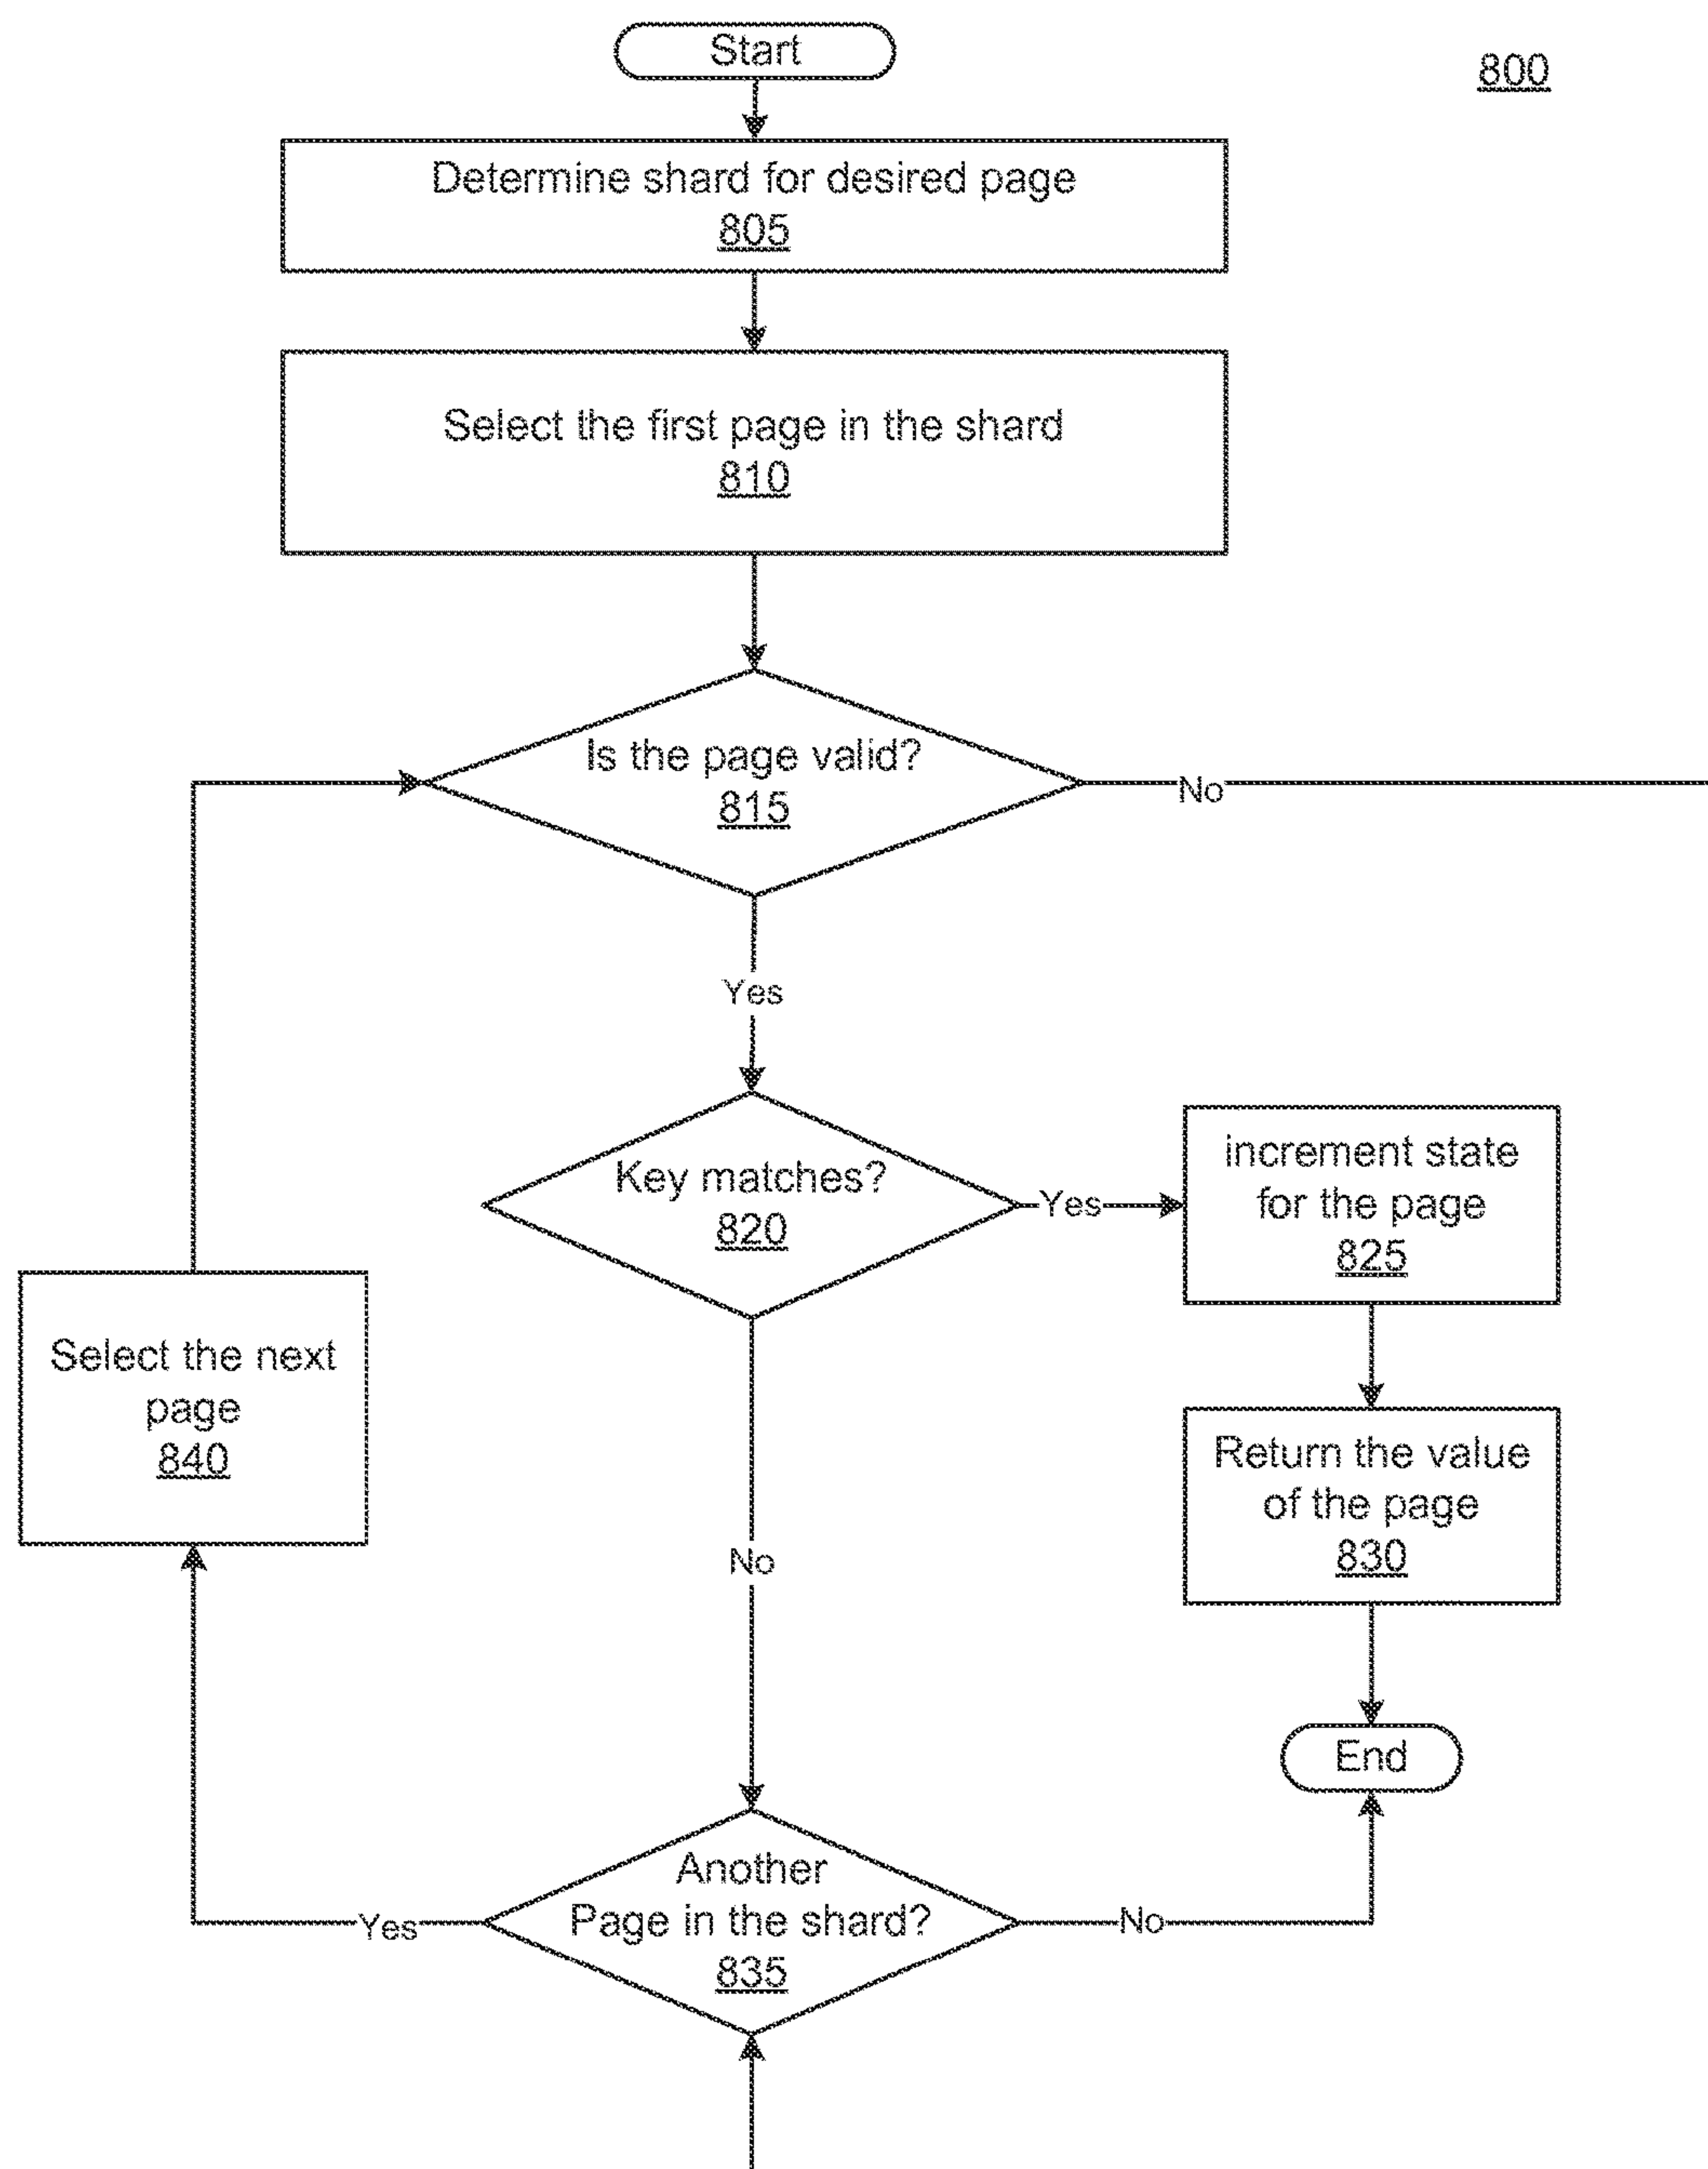 Start
800
Determine shard for desired page
805
Select the first page in the shard
810
Is the page valid?
815
No
Yes
Key matches?
820
Yes
increment state
for the page
825
Select the next
page
840
Return the value
of the page
830
No
End
Another
Page in the shard?
835
Yes
No